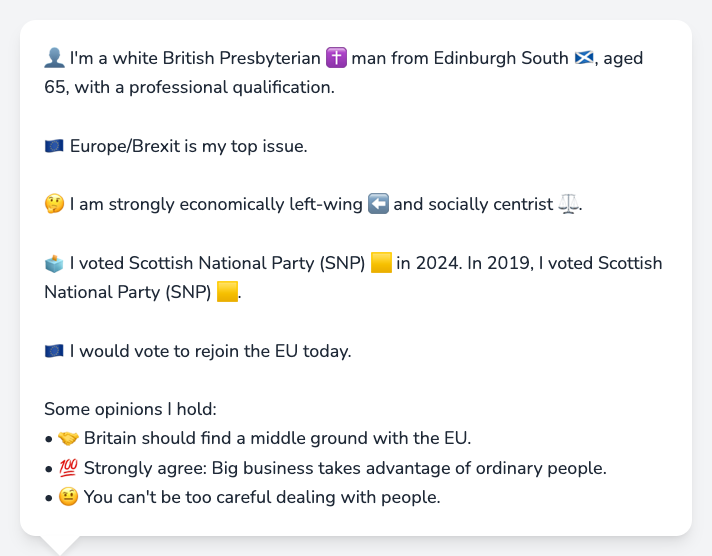 👤 I'm a white British Presbyterian ✝️ man from Edinburgh South 🏴󠁧󠁢󠁳󠁣󠁴󠁿, aged
65, with a professional qualification.
🇪🇺 Europe/Brexit is my top issue.
🤔 I am strongly economically left-wing ⬅️ and socially centrist ⚖️.
🗳️ I voted Scottish National Party (SNP) 🟨 in 2024. In 2019, I voted Scottish
National Party (SNP) 🟨.
🇪🇺 I would vote to rejoin the EU today.
Some opinions I hold:
• 🤝 Britain should find a middle ground with the EU.
• 💯 Strongly agree: Big business takes advantage of ordinary people.
• 🤨 You can't be too careful dealing with people.